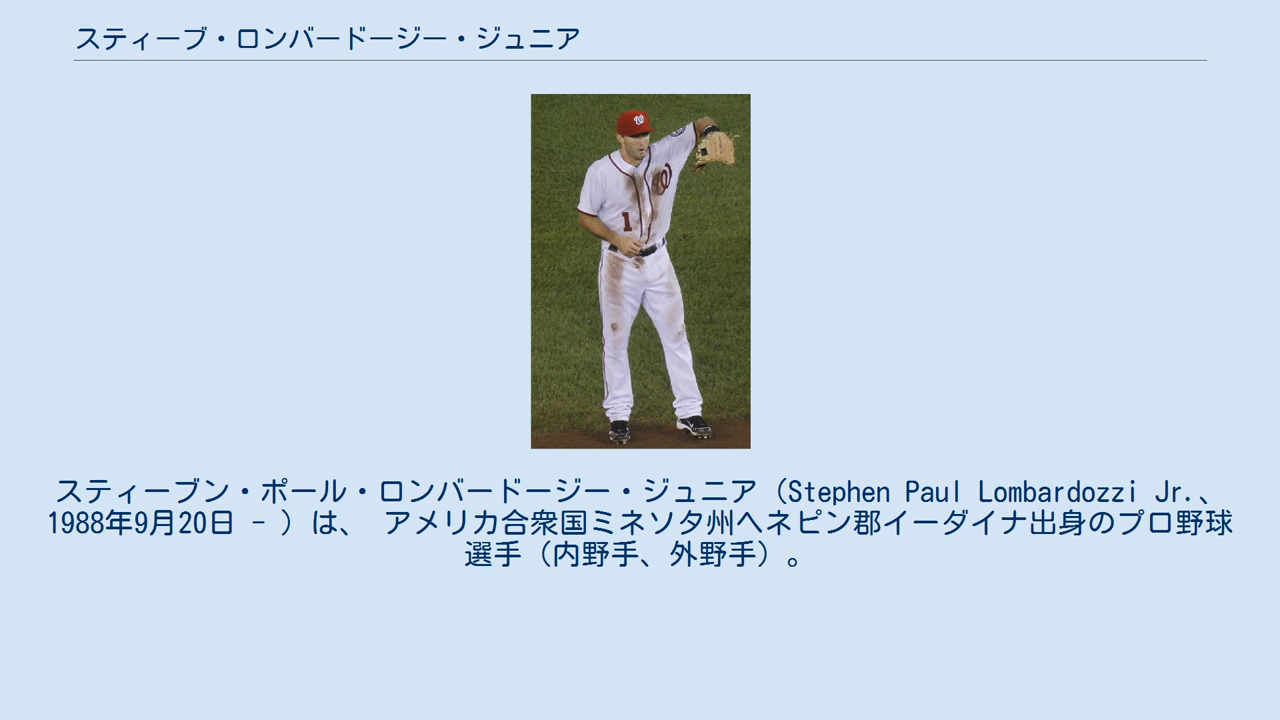 スティーブ・ロンバードージー・ジュニア
W
W
1
スティーブン・ポール・ロンバードージー・ジュニア（Stephen Paul Lombardozzi Jr.、
1988年9月20日 - ）は、 アメリカ合衆国ミネソタ州ヘネピン郡イーダイナ出身のプロ野球
選手（内野手、外野手）。